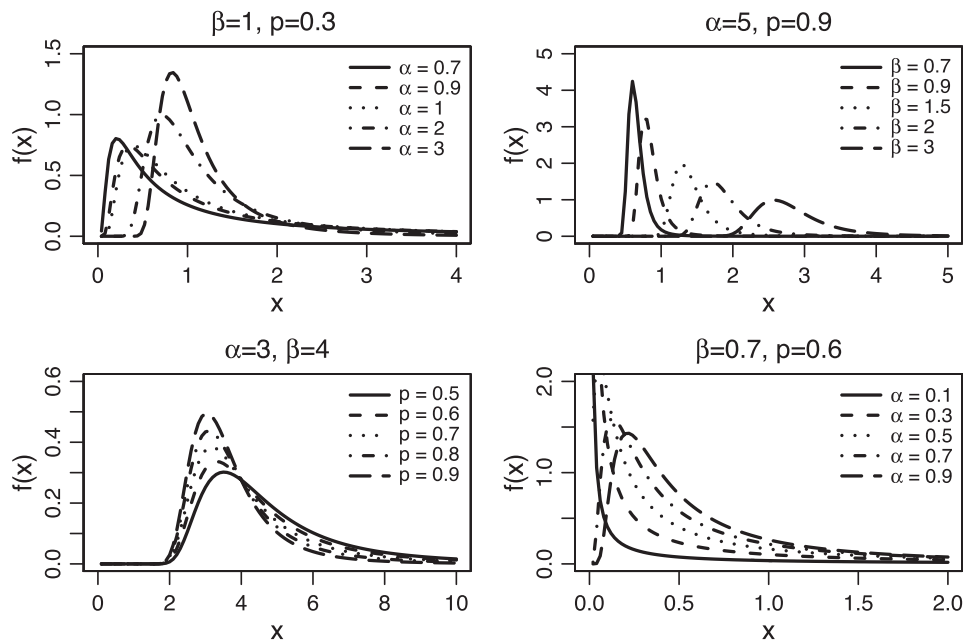 β=1, p=0.3
f(x)
1.5
1.0
0.5
0.0
α = 0.7
α = 0.9
α = 1
α = 2
α = 3
0 1 2 3 4
x
α=5, p=0.9
f(x)
5
4
3
2
1
0
β = 0.7
β = 0.9
β = 1.5
β = 2
β = 3
0 1 2 3 4 5
x
α=3, β=4
f(x)
0.6
0.4
0.2
0.0
p = 0.5
p = 0.6
p = 0.7
p = 0.8
p = 0.9
0 2 4 6 8 10
x
β=0.7, p=0.6
f(x)
2.0
1.0
0.0
α = 0.1
α = 0.3
α = 0.5
α = 0.7
α = 0.9
0.0 0.5 1.0 1.5 2.0
x